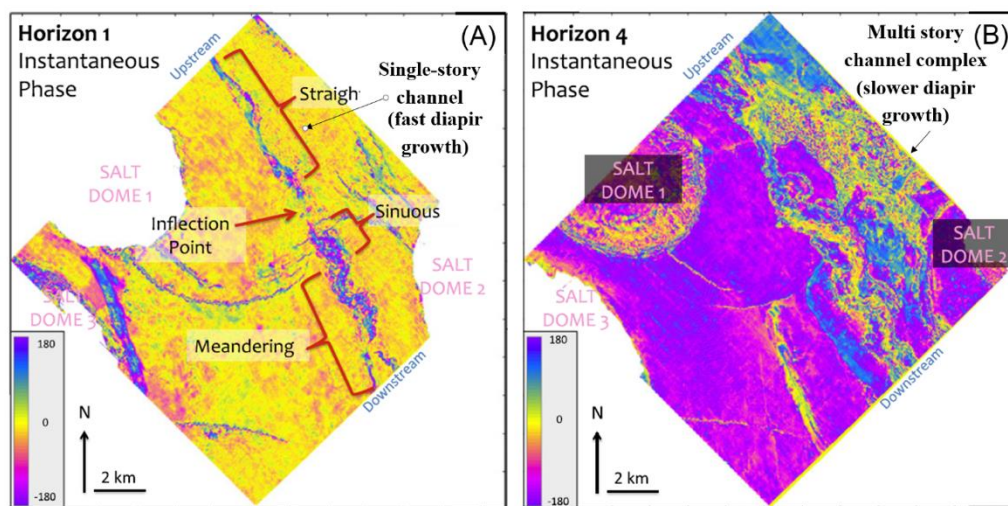 Horizon 1
Instantaneous
Phase
(A)
Upstream
Straigh
Single-story
channel
(fast diapir
growth)
SALT
DOME 1
Inflection
Point
Sinuous
SALT
DOME 2
SALT
DOME 3
Meandering
Downstream
180
0
-180
N
2 km
Horizon 4
Instantaneous
Phase
(B)
Upstream
Multi story
channel complex
(slower diapir
growth)
SALT
DOME 1
SALT
DOME 2
SALT
DOME 3
Downstream
180
0
-180
N
2 km